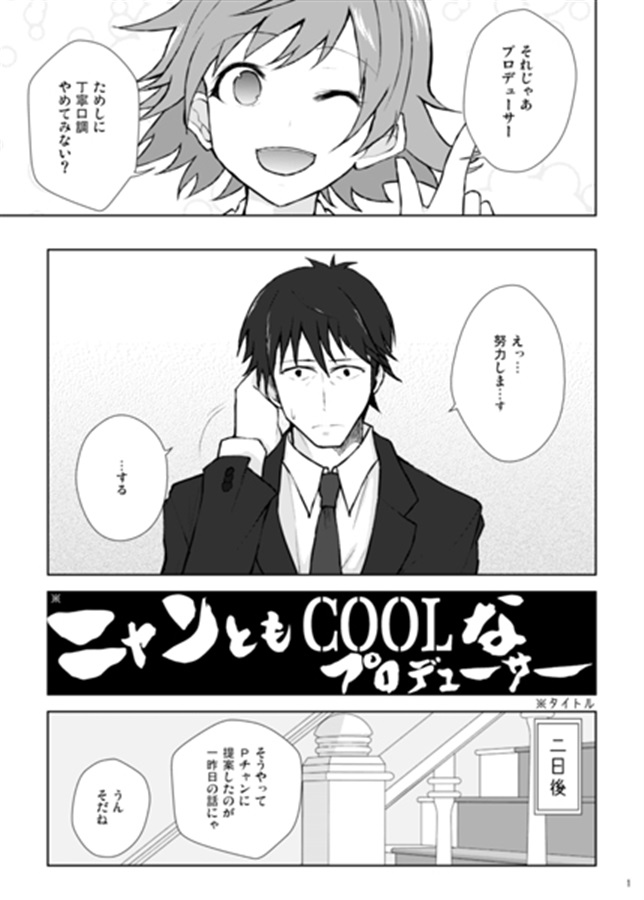 それじゃあ
プロデューサー
ためしに
丁寧口調
やめてみない？
えっ…
努力しま…す
…する
※
ニャンともCOOLな
プロデューサー
※タイトル
二日後
そうやって
Pチャンに
提案したのが
一昨日の話にゃ
うん
そだね
1